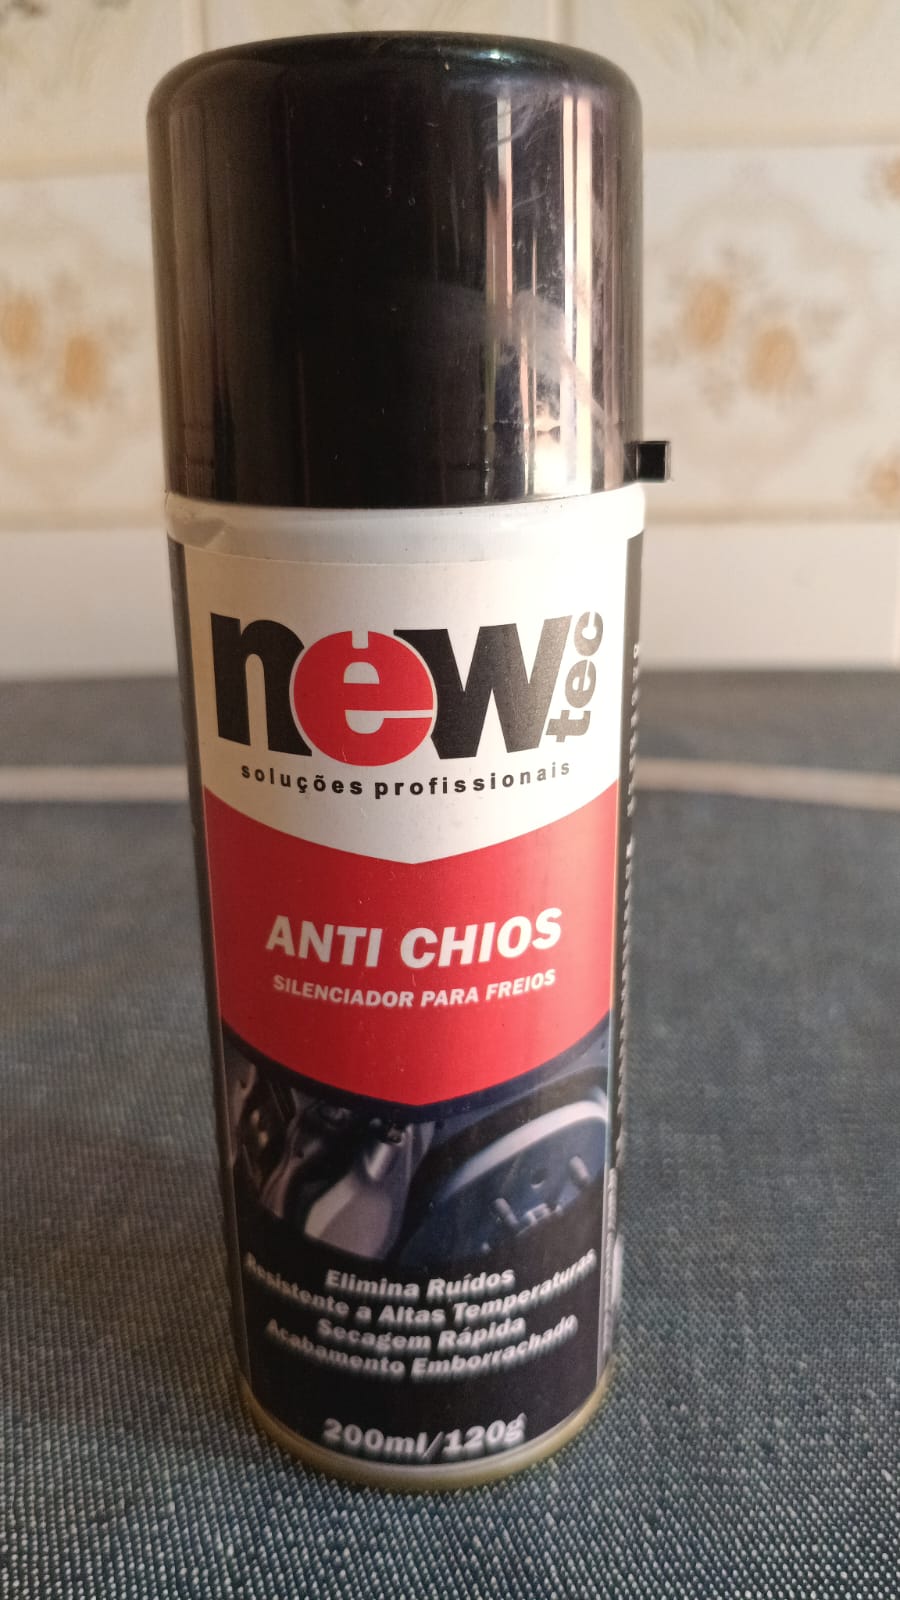 new tec
soluções profissionais
ANTI CHIOS
SILENCIADOR PARA FREIOS
Elimina Ruídos
Resistente a Altas Temperaturas
Secagem Rápida
Acabamento Emborrachado
200ml/120g